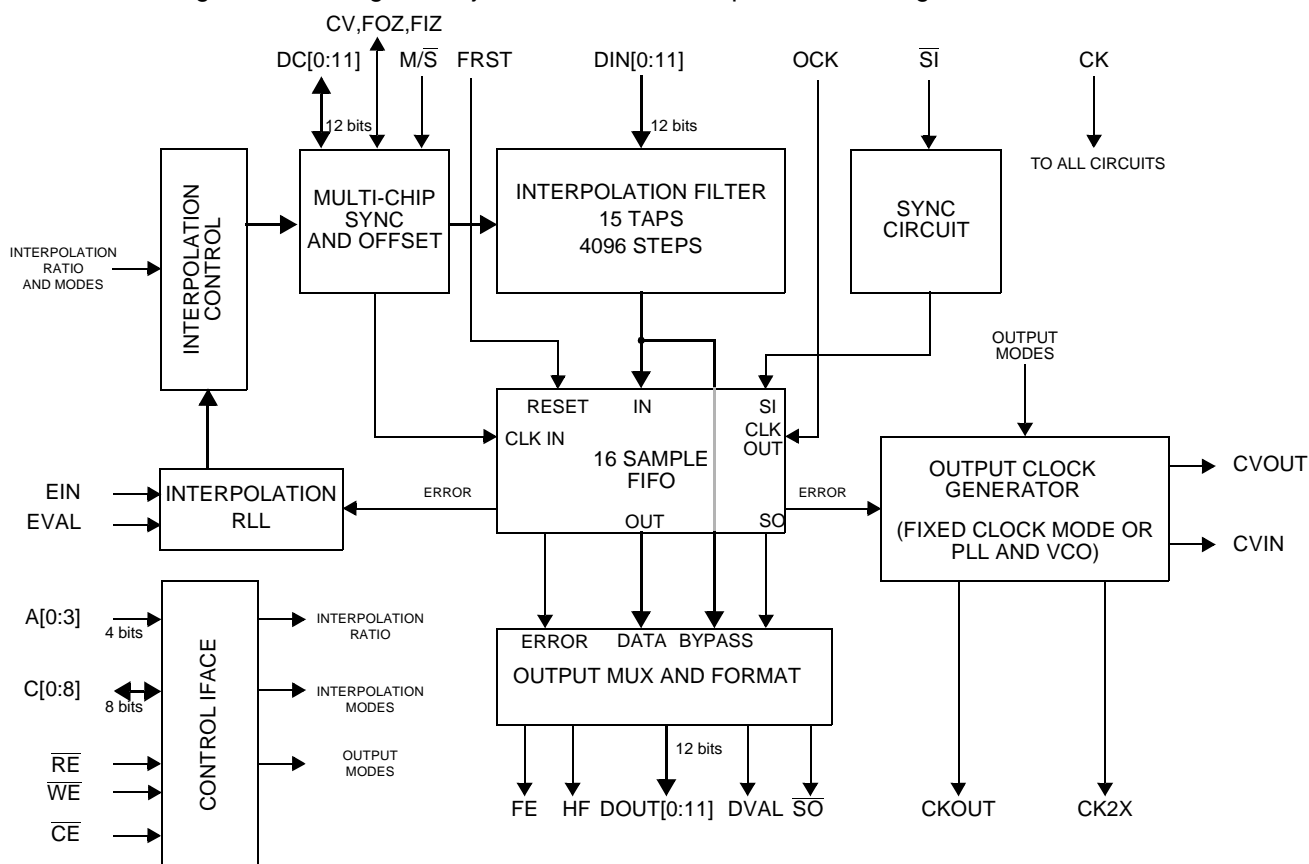 CV,FOZ,FIZ
DC[0:11] M/S̅ FRST DIN[0:11] OCK S̅I̅ CK
12 bits 12 bits
TO ALL CIRCUITS
INTERPOLATION
RATIO
AND MODES
INTERPOLATION
CONTROL
MULTI-CHIP
SYNC
AND OFFSET
INTERPOLATION FILTER
15 TAPS
4096 STEPS
SYNC
CIRCUIT
OUTPUT
MODES
RESET IN SI
CLK IN
CLK
OUT
16 SAMPLE
FIFO
OUT SO
EIN
EVAL
INTERPOLATION
RLL
ERROR
ERROR
OUTPUT CLOCK
GENERATOR
(FIXED CLOCK MODE OR
PLL AND VCO)
CVOUT
CVIN
A[0:3]
4 bits
C[0:8]
8 bits
R̅E̅
W̅E̅
C̅E̅
CONTROL IFACE
INTERPOLATION
RATIO
INTERPOLATION
MODES
OUTPUT
MODES
ERROR DATA BYPASS
OUTPUT MUX AND FORMAT
12 bits
FE HF DOUT[0:11] DVAL S̅O̅ CKOUT CK2X